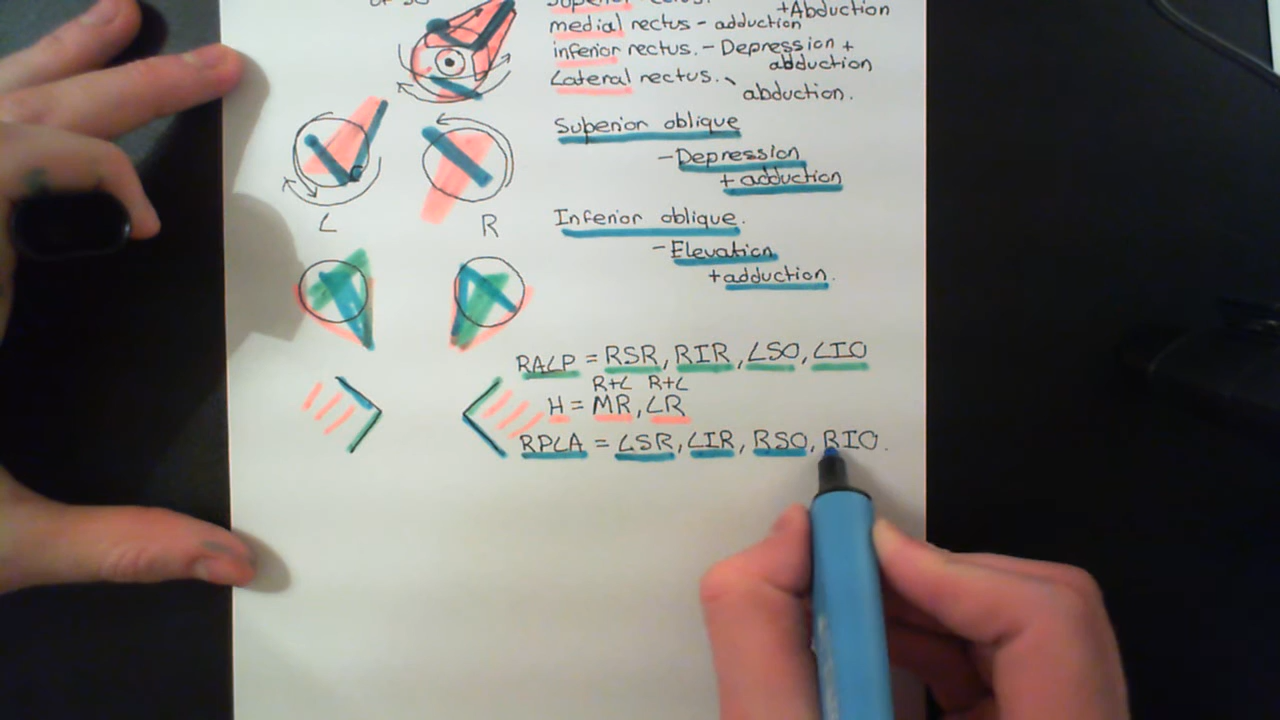 +Abduction
medial rectus - adduction
inferior rectus. - Depression +
abduction
Lateral rectus.
abduction.
Superior oblique
- Depression
+ adduction
L
R
Inferior oblique.
- Elevation
+adduction.
RALP = RSR, RIR, LSO, LIO
R+L R+L
H = MR, LR
RPLA = LSR, LIR, RSO, RIO.